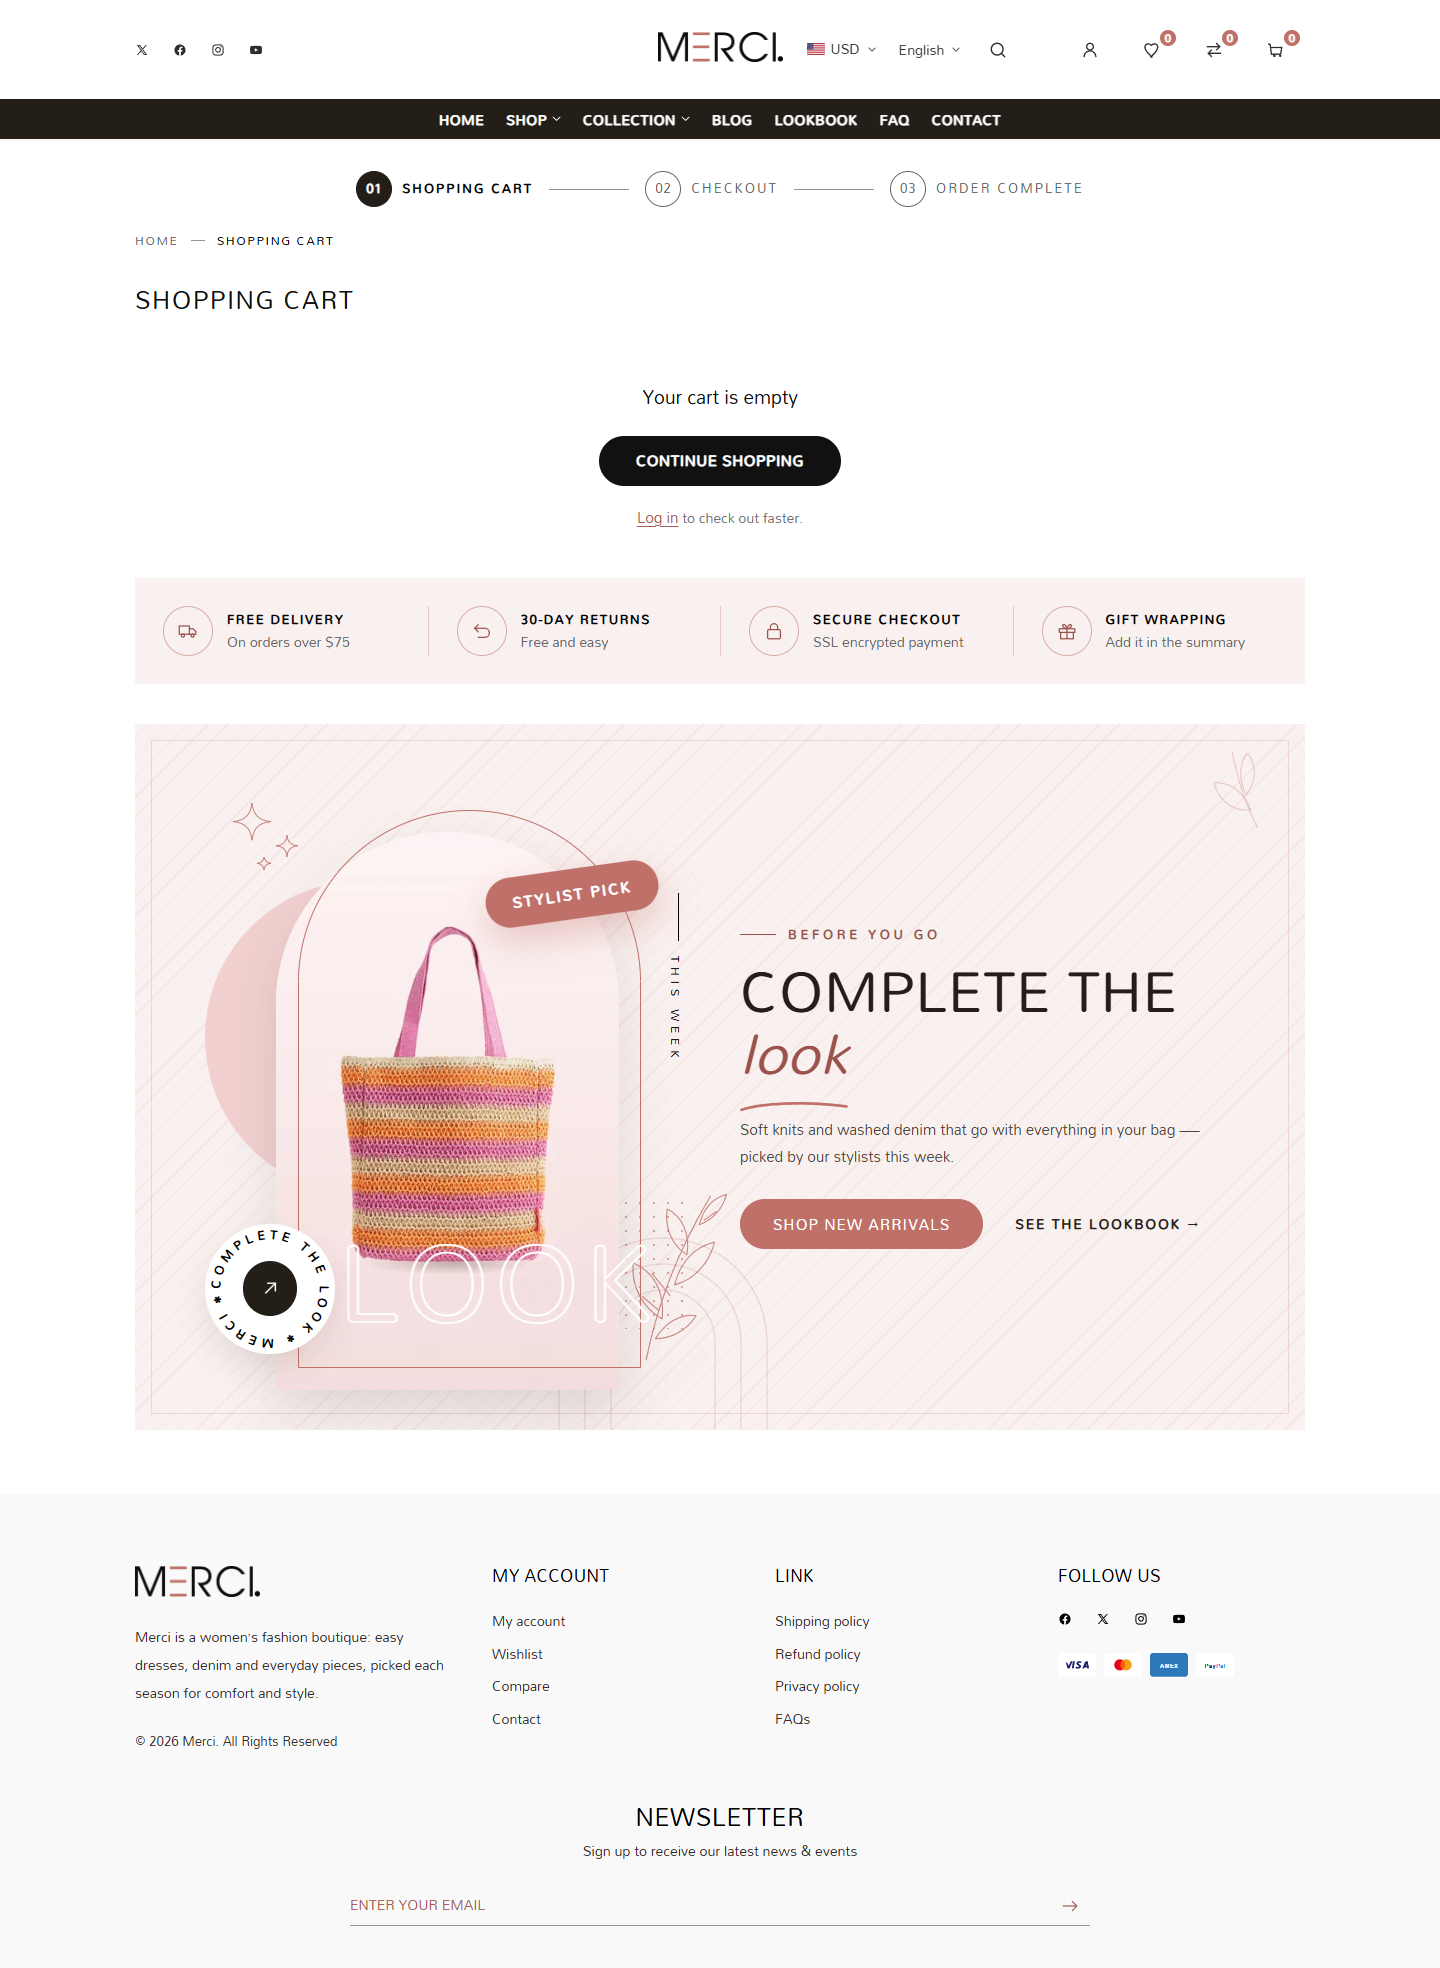 MERCI.
USD
English
0
0
0
HOME
SHOP
COLLECTION
BLOG
LOOKBOOK
FAQ
CONTACT
01 SHOPPING CART
02 CHECKOUT
03 ORDER COMPLETE
HOME — SHOPPING CART
SHOPPING CART
Your cart is empty
CONTINUE SHOPPING
Log in to check out faster.
FREE DELIVERY
On orders over $75
30-DAY RETURNS
Free and easy
SECURE CHECKOUT
SSL encrypted payment
GIFT WRAPPING
Add it in the summary
STYLIST PICK
THIS WEEK
LOOK
COMPLETE THE LOOK * MERCI *
BEFORE YOU GO
COMPLETE THE
look
Soft knits and washed denim that go with everything in your bag —
picked by our stylists this week.
SHOP NEW ARRIVALS
SEE THE LOOKBOOK →
MERCI.
Merci is a women's fashion boutique: easy
dresses, denim and everyday pieces, picked each
season for comfort and style.
© 2026 Merci. All Rights Reserved
MY ACCOUNT
My account
Wishlist
Compare
Contact
LINK
Shipping policy
Refund policy
Privacy policy
FAQs
FOLLOW US
VISA
AMEX
PayPal
NEWSLETTER
Sign up to receive our latest news & events
ENTER YOUR EMAIL